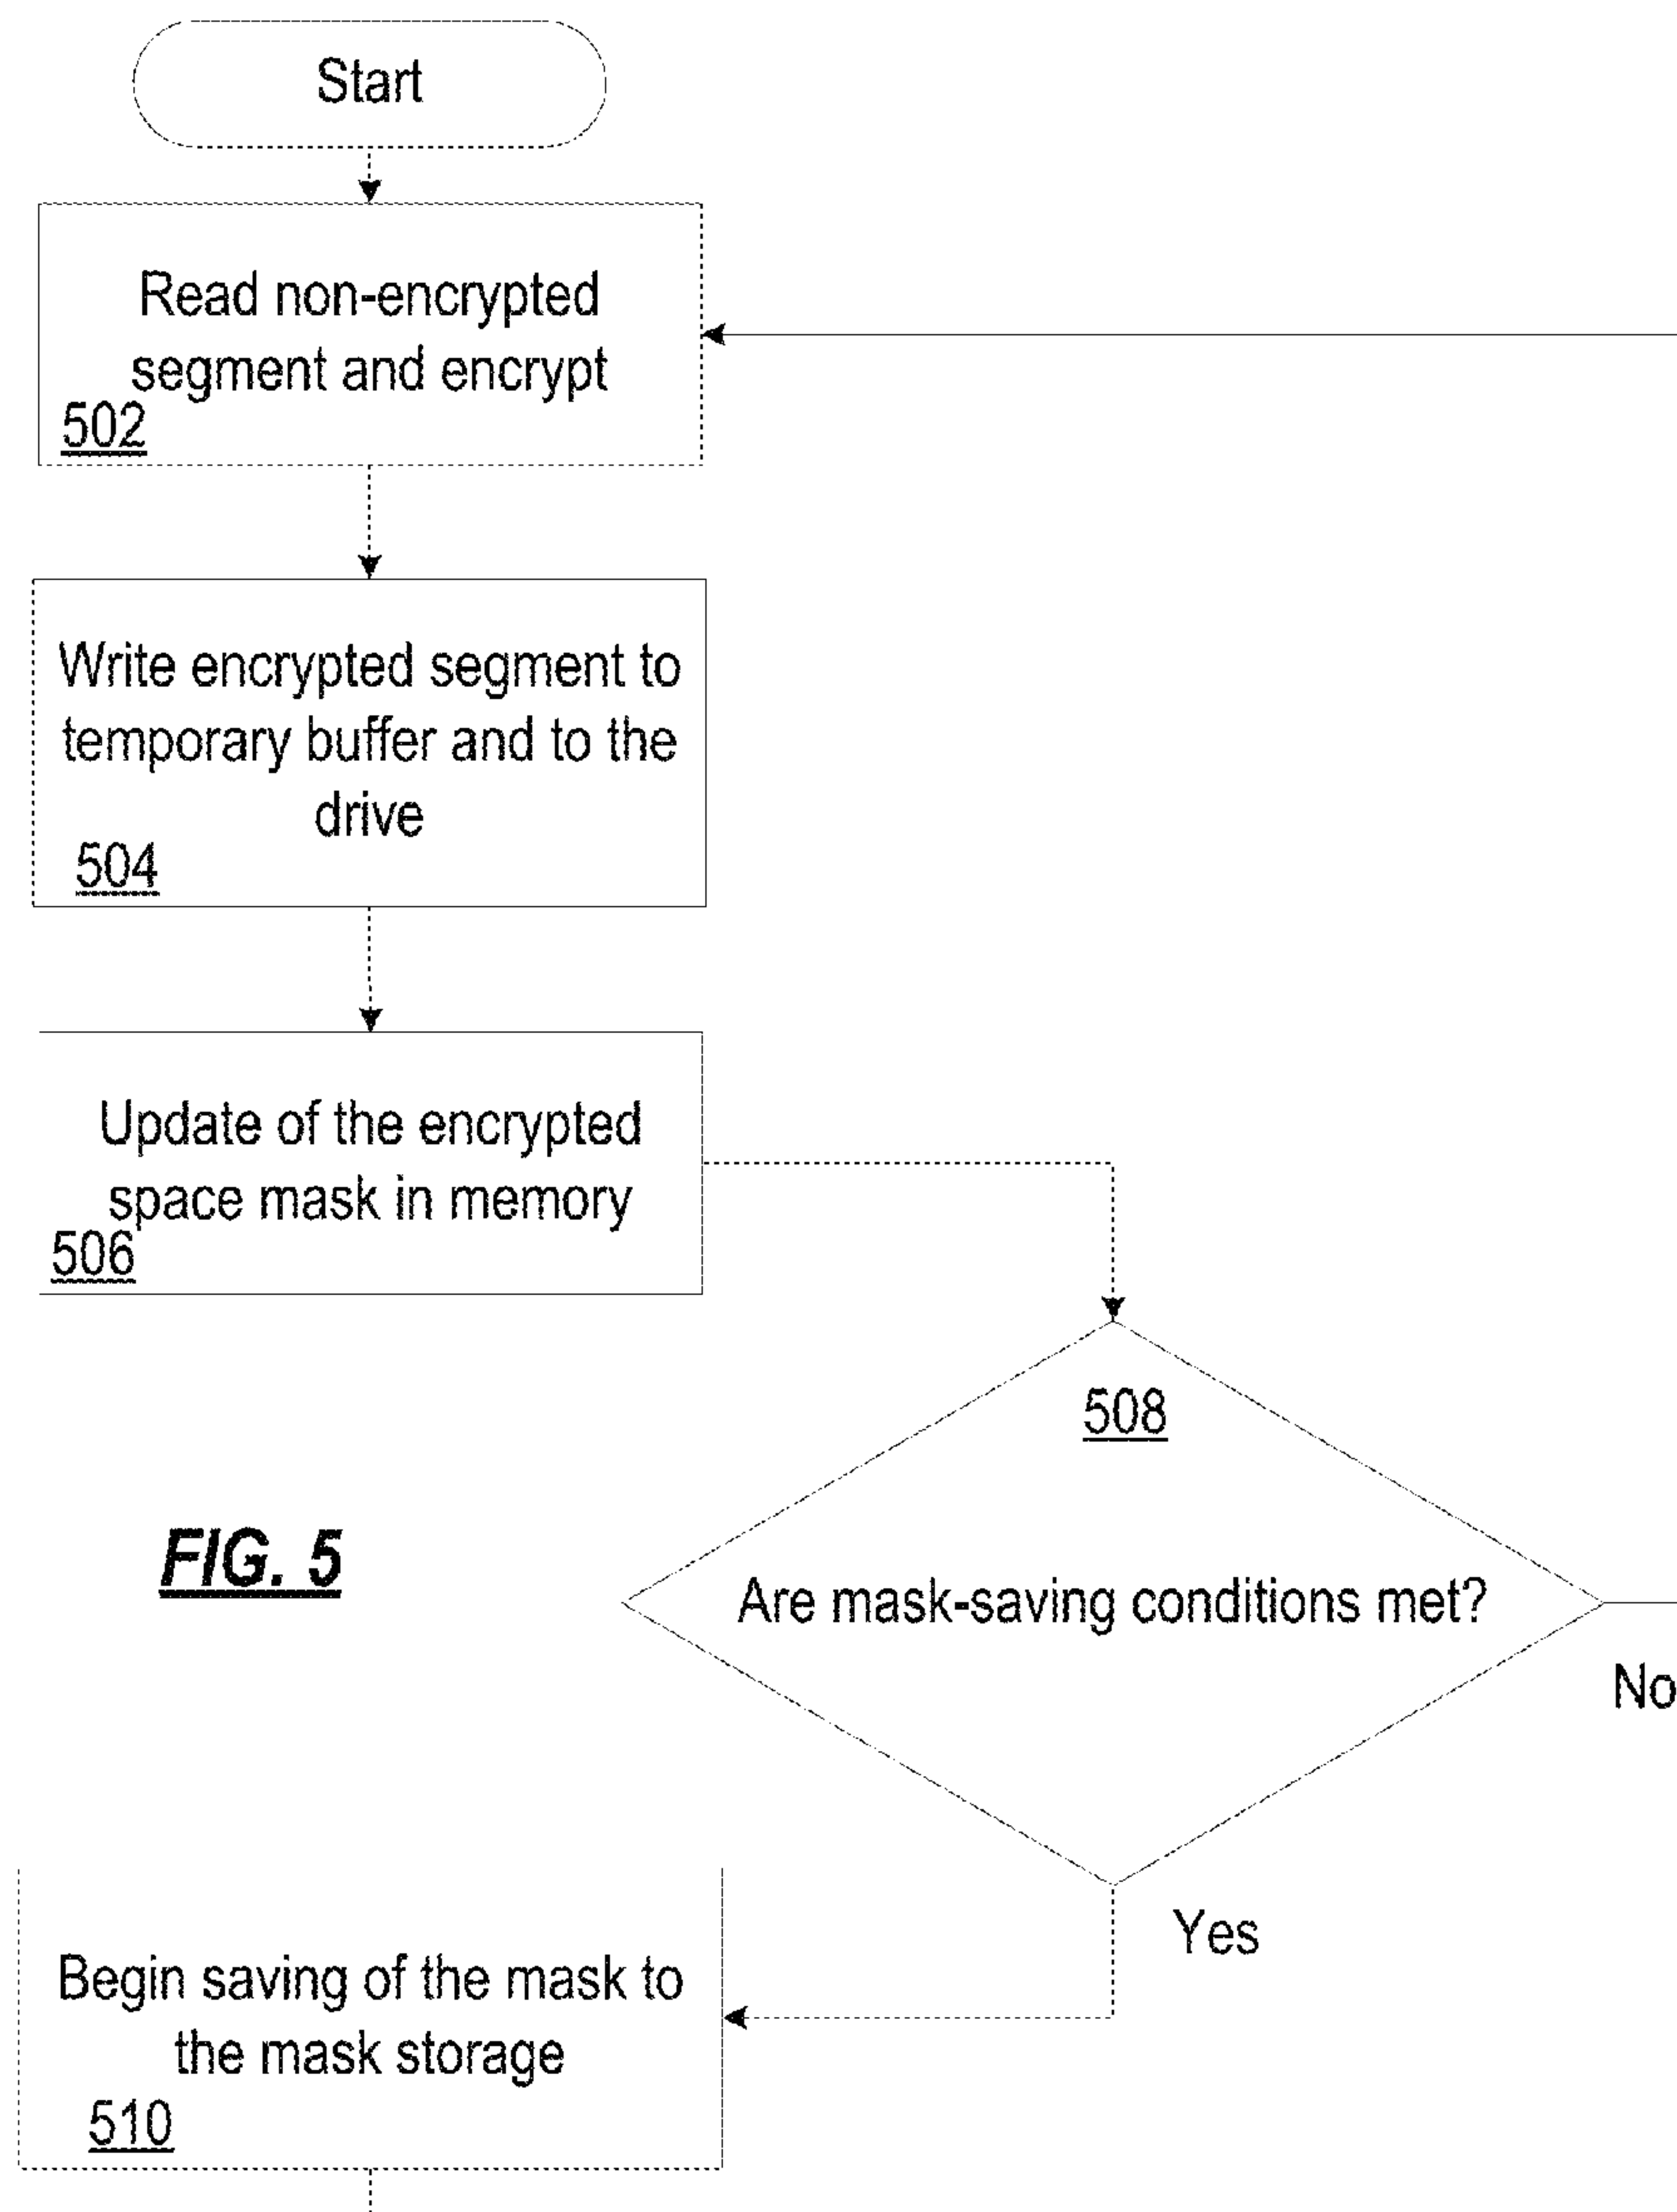 Start
Read non-encrypted
segment and encrypt
502
Write encrypted segment to
temporary buffer and to the
drive
504
Update of the encrypted
space mask in memory
506
508
Are mask-saving conditions met?
No
FIG. 5
Yes
Begin saving of the mask to
the mask storage
510